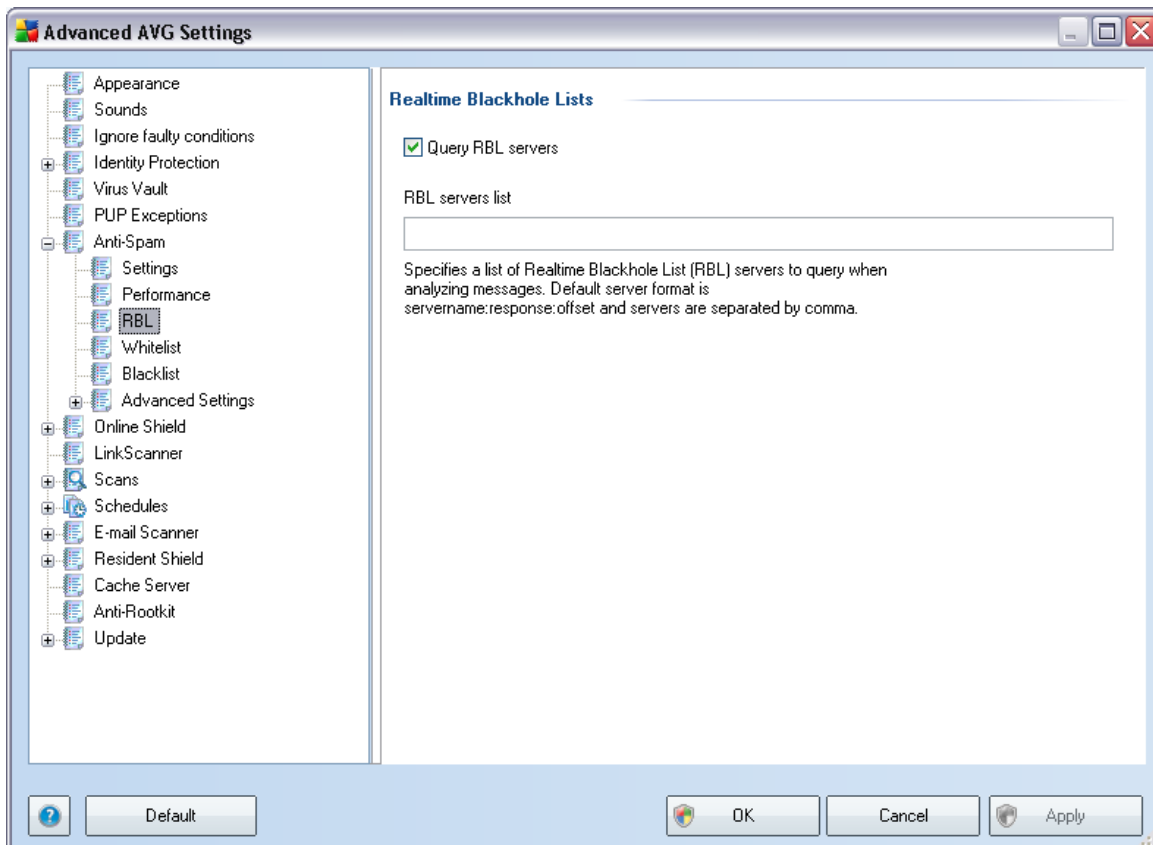 Advanced AVG Settings
Appearance
Sounds
Ignore faulty conditions
Identity Protection
Virus Vault
PUP Exceptions
Anti-Spam
Settings
Performance
RBL
Whitelist
Blacklist
Advanced Settings
Online Shield
LinkScanner
Scans
Schedules
E-mail Scanner
Resident Shield
Cache Server
Anti-Rootkit
Update
Realtime Blackhole Lists
Query RBL servers
RBL servers list
Specifies a list of Realtime Blackhole List (RBL) servers to query when
analyzing messages. Default server format is
servername:response:offset and servers are separated by comma.
Default
OK
Cancel
Apply